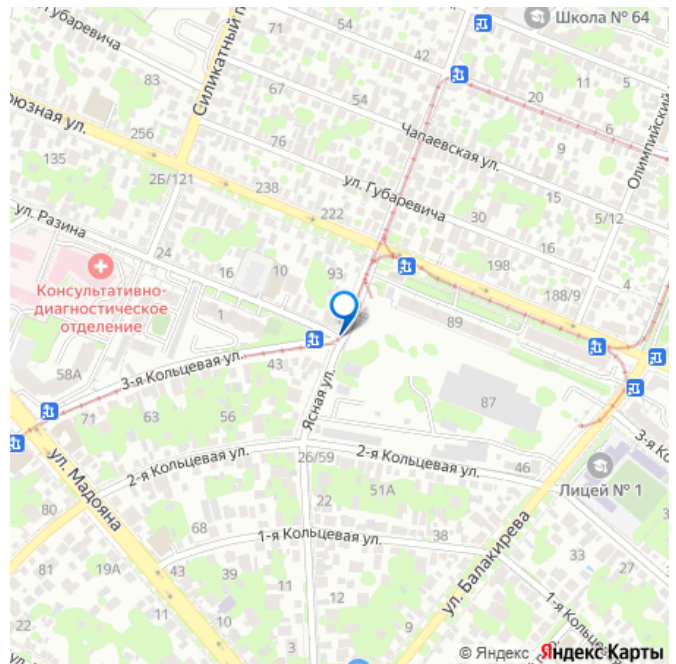 Школа № 64
ул. Губаревича
83
Силикатный п
67
71
54
42
54
20
11
5
6
оюзная ул.
256
76
Чапаевская ул.
9
Олимпийский
135
2Б/121
238
ул. Губаревича
15
5/12
222
30
16
ул. Разина
24
16
10
93
198
4
188/9
Консультативно-
диагностическое
отделение
1
89
3-я Кольцевая ул.
43
58А
71
63
56
Ясная ул.
87
3-я Ко
2-я Кольцевая ул.
26/59
2-я Кольцевая ул.
46
Лицей № 1
ул. Мадояна
80
22
51А
68
1-я Кольцевая ул.
38
ул. Балакирева
33
27
81
19А
43
39
11
12
1-я Кольцев
22
3
9
© Яндекс Яндекс Карты